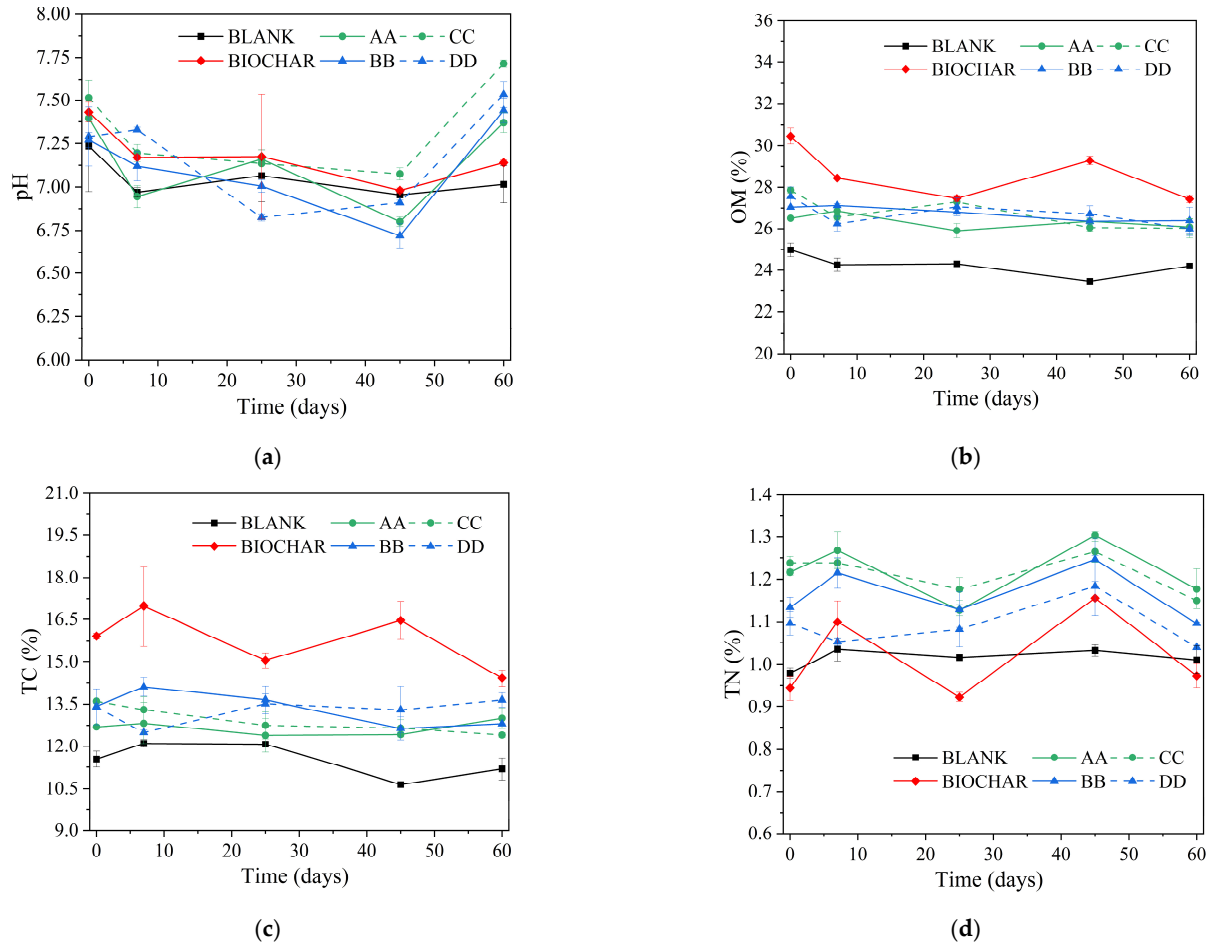 8.00
7.75
7.50
7.25
7.00
6.75
6.50
6.25
6.00
pH
BLANK AA CC
BIOCHAR BB DD
0 10 20 30 40 50 60
Time (days)
(a)
36
34
32
30
28
26
24
22
20
OM (%)
BLANK AA CC
BIOCHAR BB DD
0 10 20 30 40 50 60
Time (days)
(b)
21.0
19.5
18.0
16.5
15.0
13.5
12.0
10.5
9.0
TC (%)
BLANK AA CC
BIOCHAR BB DD
0 10 20 30 40 50 60
Time (days)
(c)
1.4
1.3
1.2
1.1
1.0
0.9
0.8
0.7
0.6
TN (%)
BLANK AA CC
BIOCHAR BB DD
0 10 20 30 40 50 60
Time (days)
(d)